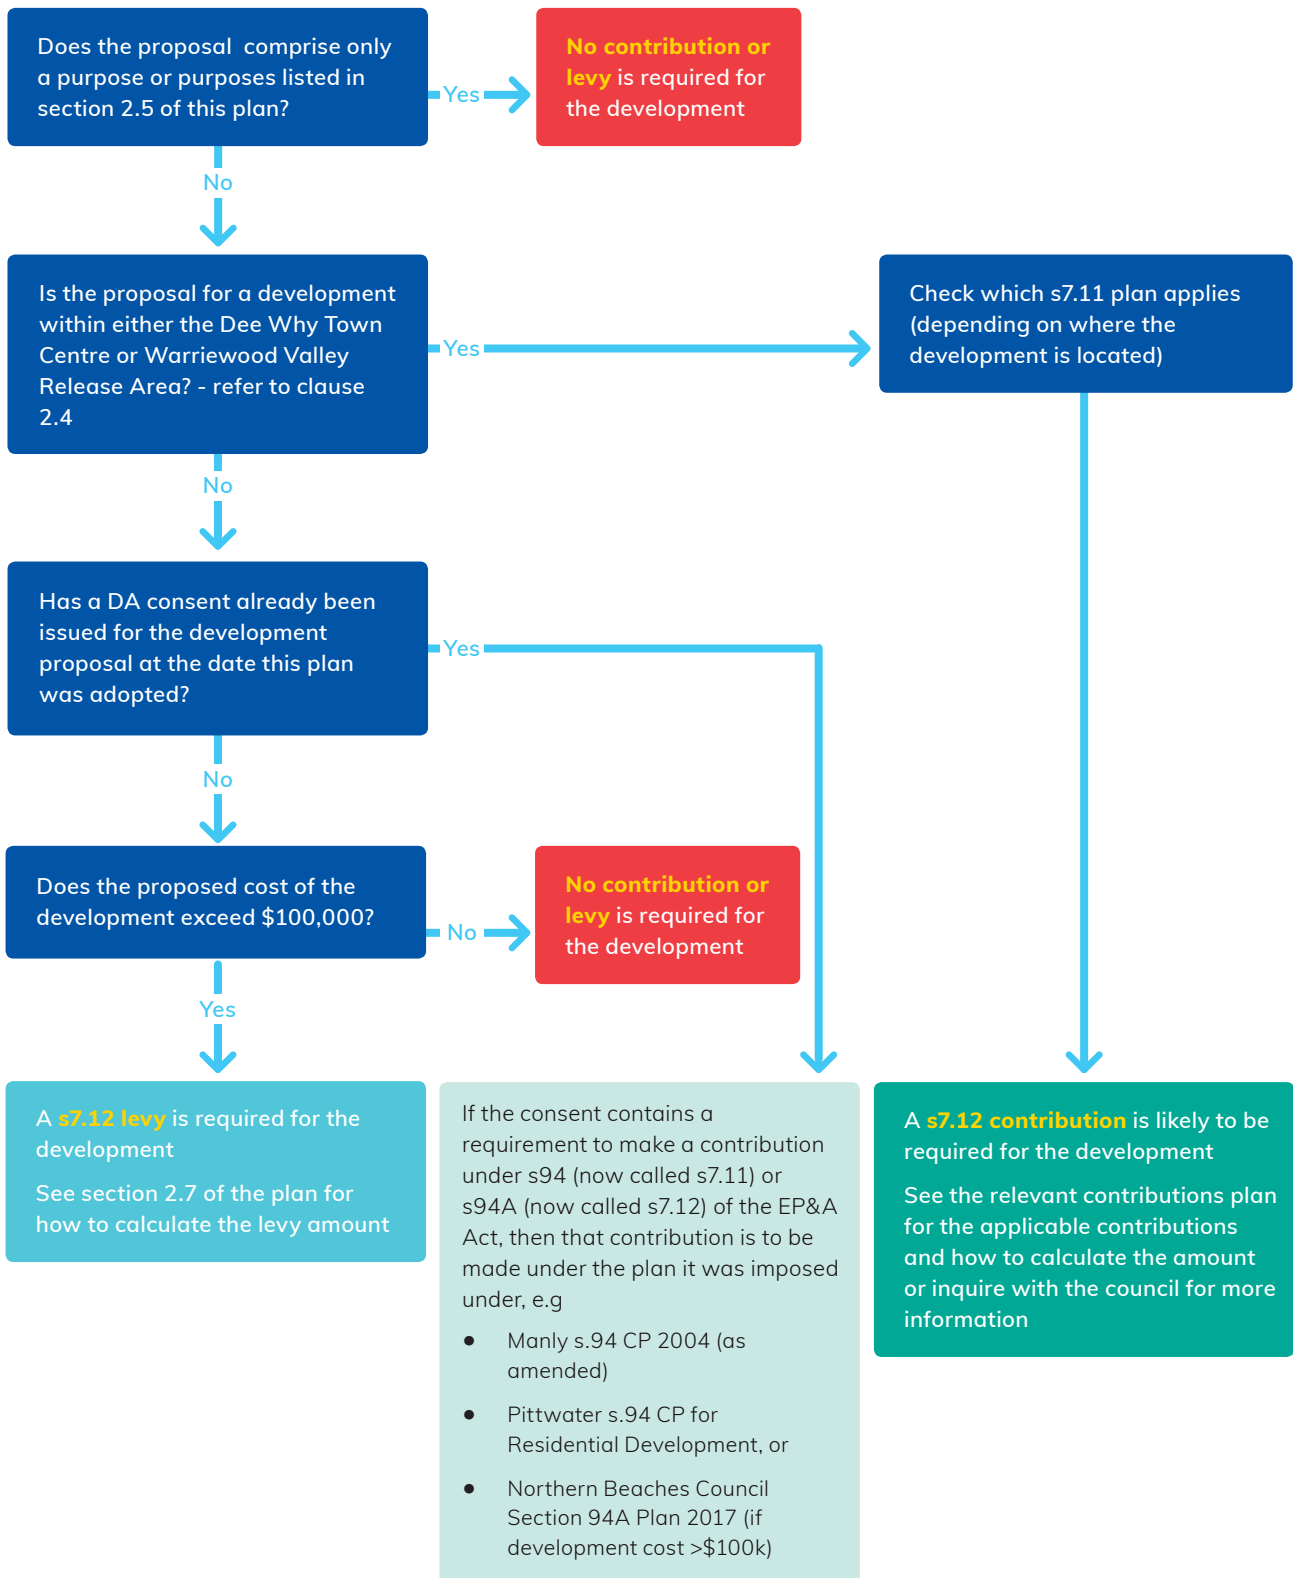 Does the proposal comprise only
a purpose or purposes listed in
section 2.5 of this plan?
Yes
No contribution or
levy is required for
the development
No
Is the proposal for a development
within either the Dee Why Town
Centre or Warriewood Valley
Release Area? - refer to clause
2.4
Yes
Check which s7.11 plan applies
(depending on where the
development is located)
No
Has a DA consent already been
issued for the development
proposal at the date this plan
was adopted?
Yes
No
Does the proposed cost of the
development exceed $100,000?
No
No contribution or
levy is required for
the development
Yes
A s7.12 levy is required for the
development
See section 2.7 of the plan for
how to calculate the levy amount
If the consent contains a
requirement to make a contribution
under s94 (now called s7.11) or
s94A (now called s7.12) of the EP&A
Act, then that contribution is to be
made under the plan it was imposed
under, e.g
● Manly s.94 CP 2004 (as
amended)
● Pittwater s.94 CP for
Residential Development, or
● Northern Beaches Council
Section 94A Plan 2017 (if
development cost >$100k)
A s7.12 contribution is likely to be
required for the development
See the relevant contributions plan
for the applicable contributions
and how to calculate the amount
or inquire with the council for more
information